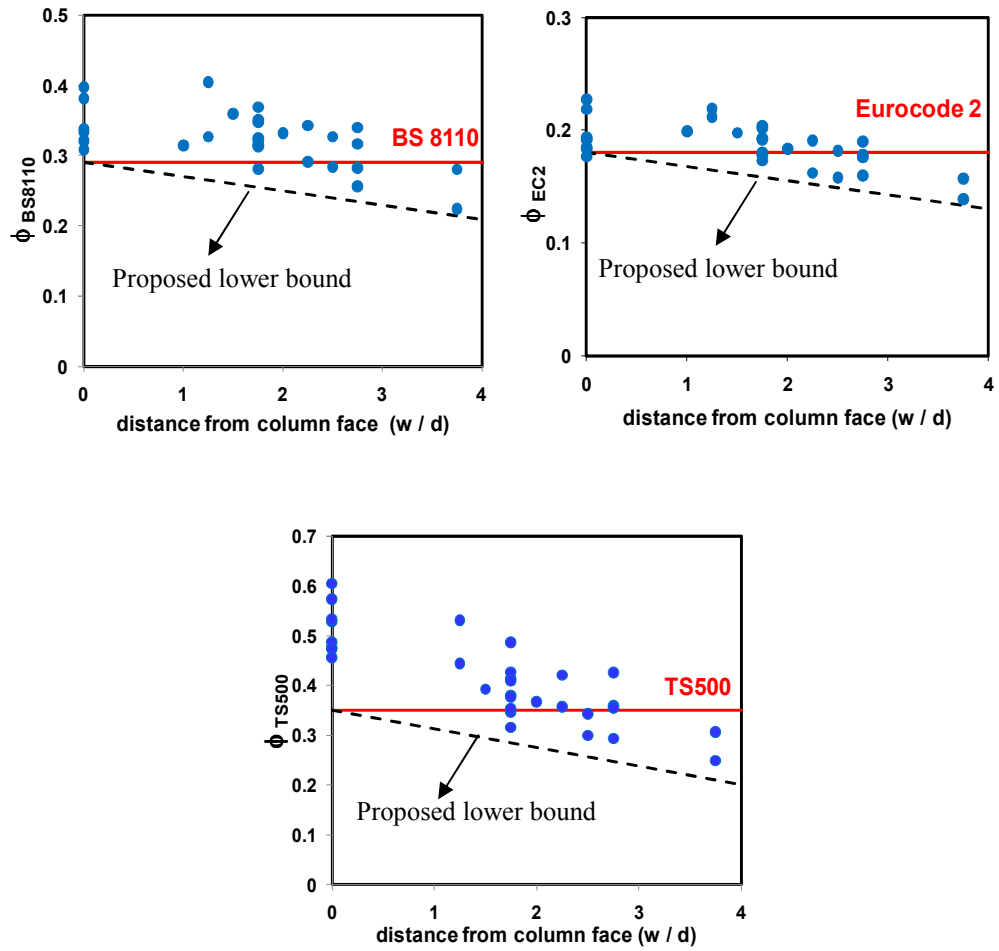 0.5
0.4
0.3
0.2
0.1
0
ϕ BS8110
BS 8110
Proposed lower bound
0 1 2 3 4
distance from column face (w / d)
0.3
0.2
0.1
0
ϕ EC2
Eurocode 2
Proposed lower bound
0 1 2 3 4
distance from column face (w / d)
0.7
0.6
0.5
0.4
0.3
0.2
0.1
0
ϕ TS500
TS500
Proposed lower bound
0 1 2 3 4
distance from column face (w / d)